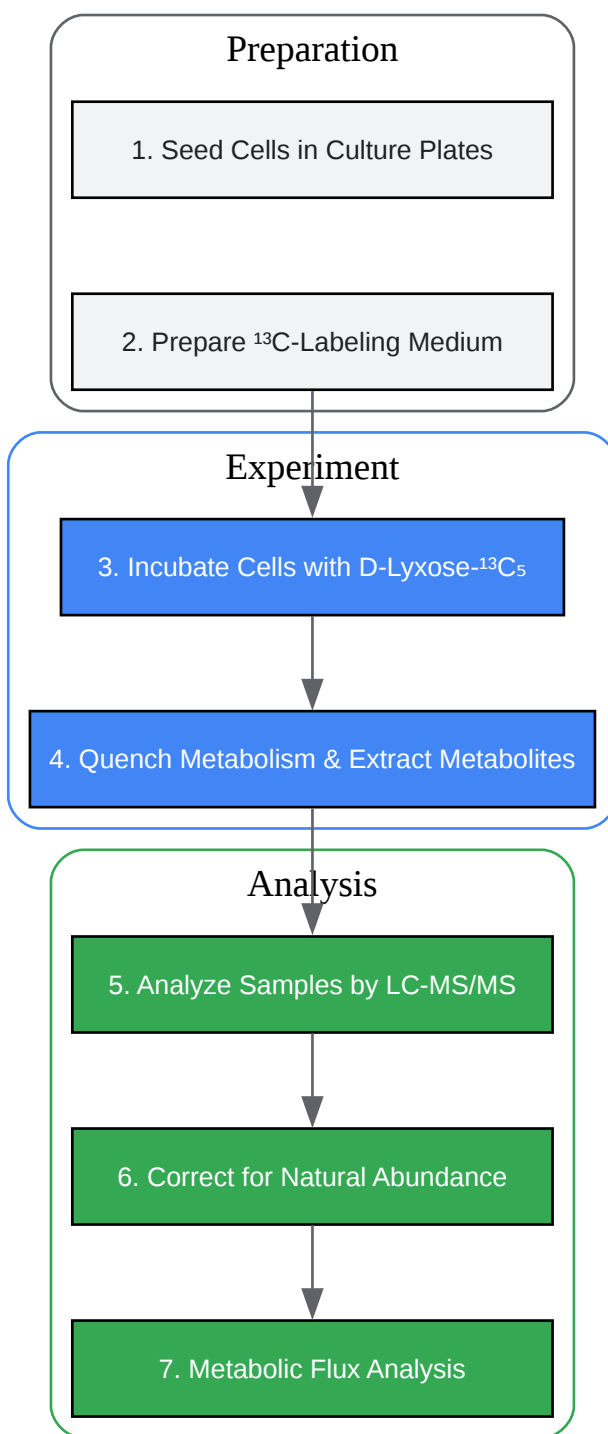 Preparation
1. Seed Cells in Culture Plates
2. Prepare ¹³C-Labeling Medium
Experiment
3. Incubate Cells with D-Lyxose-¹³C₅
4. Quench Metabolism & Extract Metabolites
Analysis
5. Analyze Samples by LC-MS/MS
6. Correct for Natural Abundance
7. Metabolic Flux Analysis